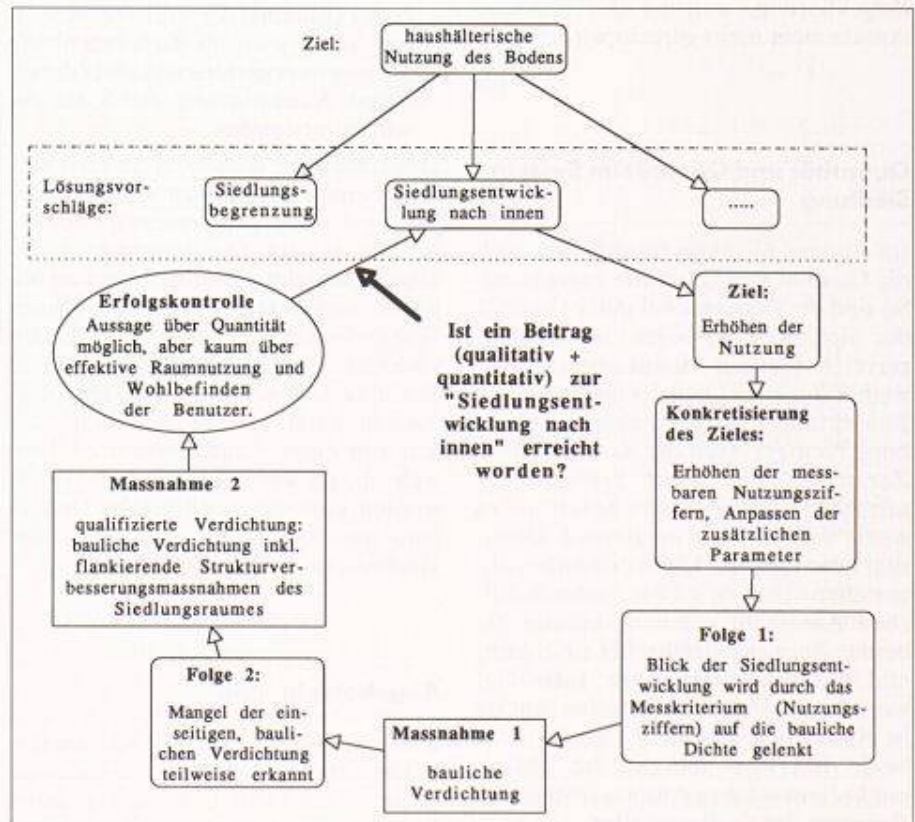 Ziel:
haushälterische
Nutzung des Bodens
Lösungsvor-
schläge:
Siedlungs-
begrenzung
Siedlungsentwick-
lung nach innen
.....
Erfolgskontrolle
Aussage über Quantität
möglich, aber kaum über
effektive Raumnutzung und
Wohlbefinden
der Benutzer.
Ist ein Beitrag
(qualitativ +
quantitativ) zur
"Siedlungsent-
wicklung nach
innen" erreicht
worden?
Ziel:
Erhöhen der
Nutzung
Konkretisierung
des Zieles:
Erhöhen der mess-
baren Nutzungszif-
fern, Anpassen der
zusätzlichen
Parameter
Folge 1:
Blick der Siedlungsent-
wicklung wird durch das
Messkriterium (Nutzungs-
ziffern) auf die bauliche
Dichte gelenkt
Massnahme 1
bauliche
Verdichtung
Folge 2:
Mangel der ein-
seitigen, bauli-
chen Verdichtung
teilweise erkannt
Massnahme 2
qualifizierte Verdichtung:
bauliche Verdichtung inkl.
flankierende Strukturver-
besserungsmassnahmen des
Siedlungsraumes